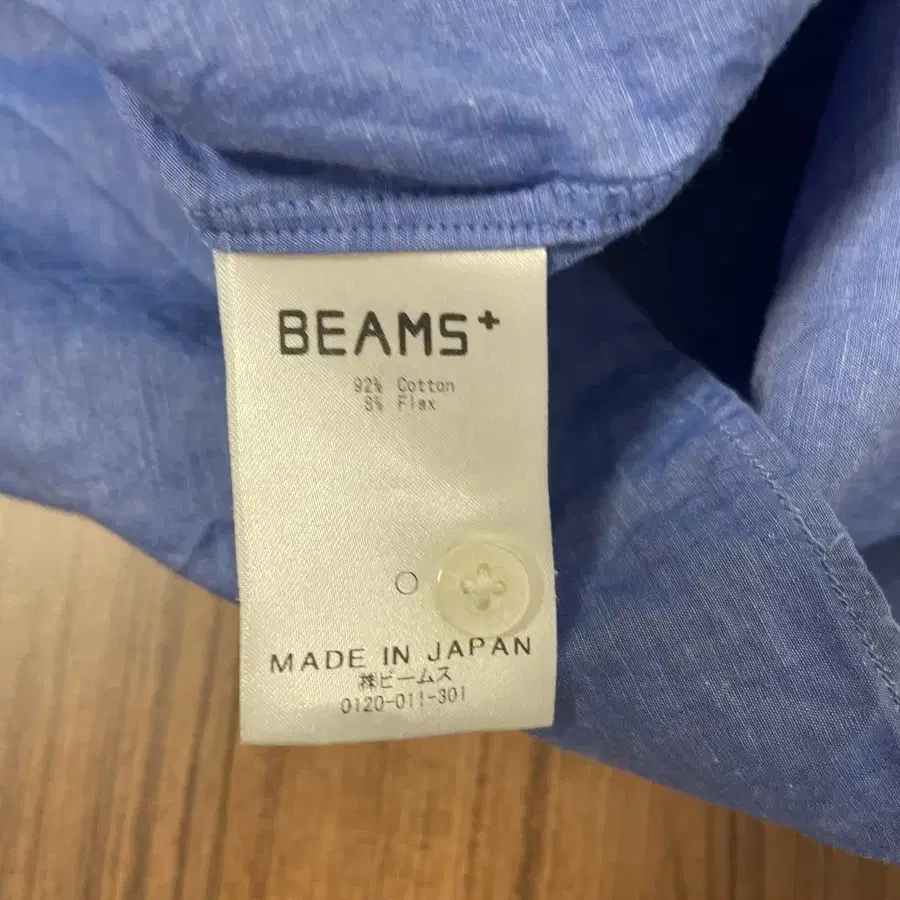 BEAMS+
92% Cotton
8% Flax
MADE IN JAPAN
㈱ビームス
0120-011-301